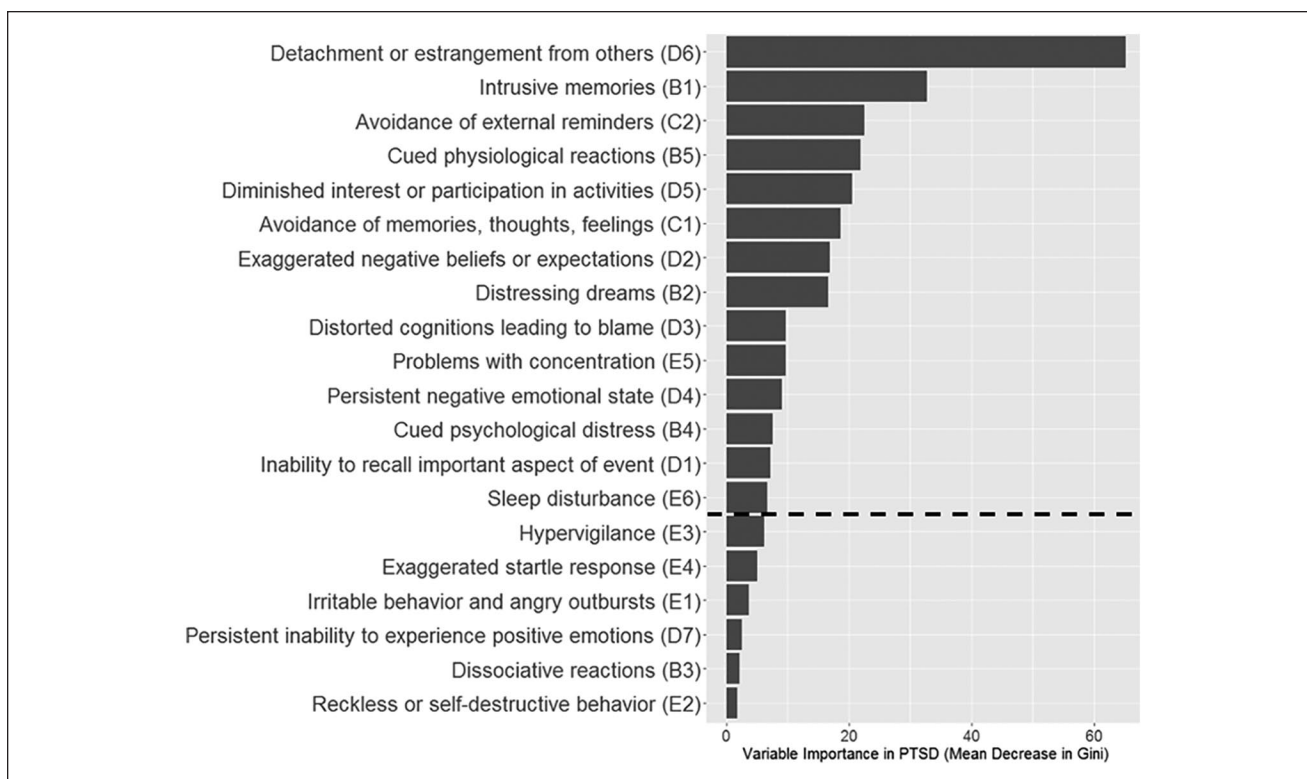 Detachment or estrangement from others (D6)
Intrusive memories (B1)
Avoidance of external reminders (C2)
Cued physiological reactions (B5)
Diminished interest or participation in activities (D5)
Avoidance of memories, thoughts, feelings (C1)
Exaggerated negative beliefs or expectations (D2)
Distressing dreams (B2)
Distorted cognitions leading to blame (D3)
Problems with concentration (E5)
Persistent negative emotional state (D4)
Cued psychological distress (B4)
Inability to recall important aspect of event (D1)
Sleep disturbance (E6)
Hypervigilance (E3)
Exaggerated startle response (E4)
Irritable behavior and angry outbursts (E1)
Persistent inability to experience positive emotions (D7)
Dissociative reactions (B3)
Reckless or self-destructive behavior (E2)
0 20 40 60
Variable Importance in PTSD (Mean Decrease in Gini)